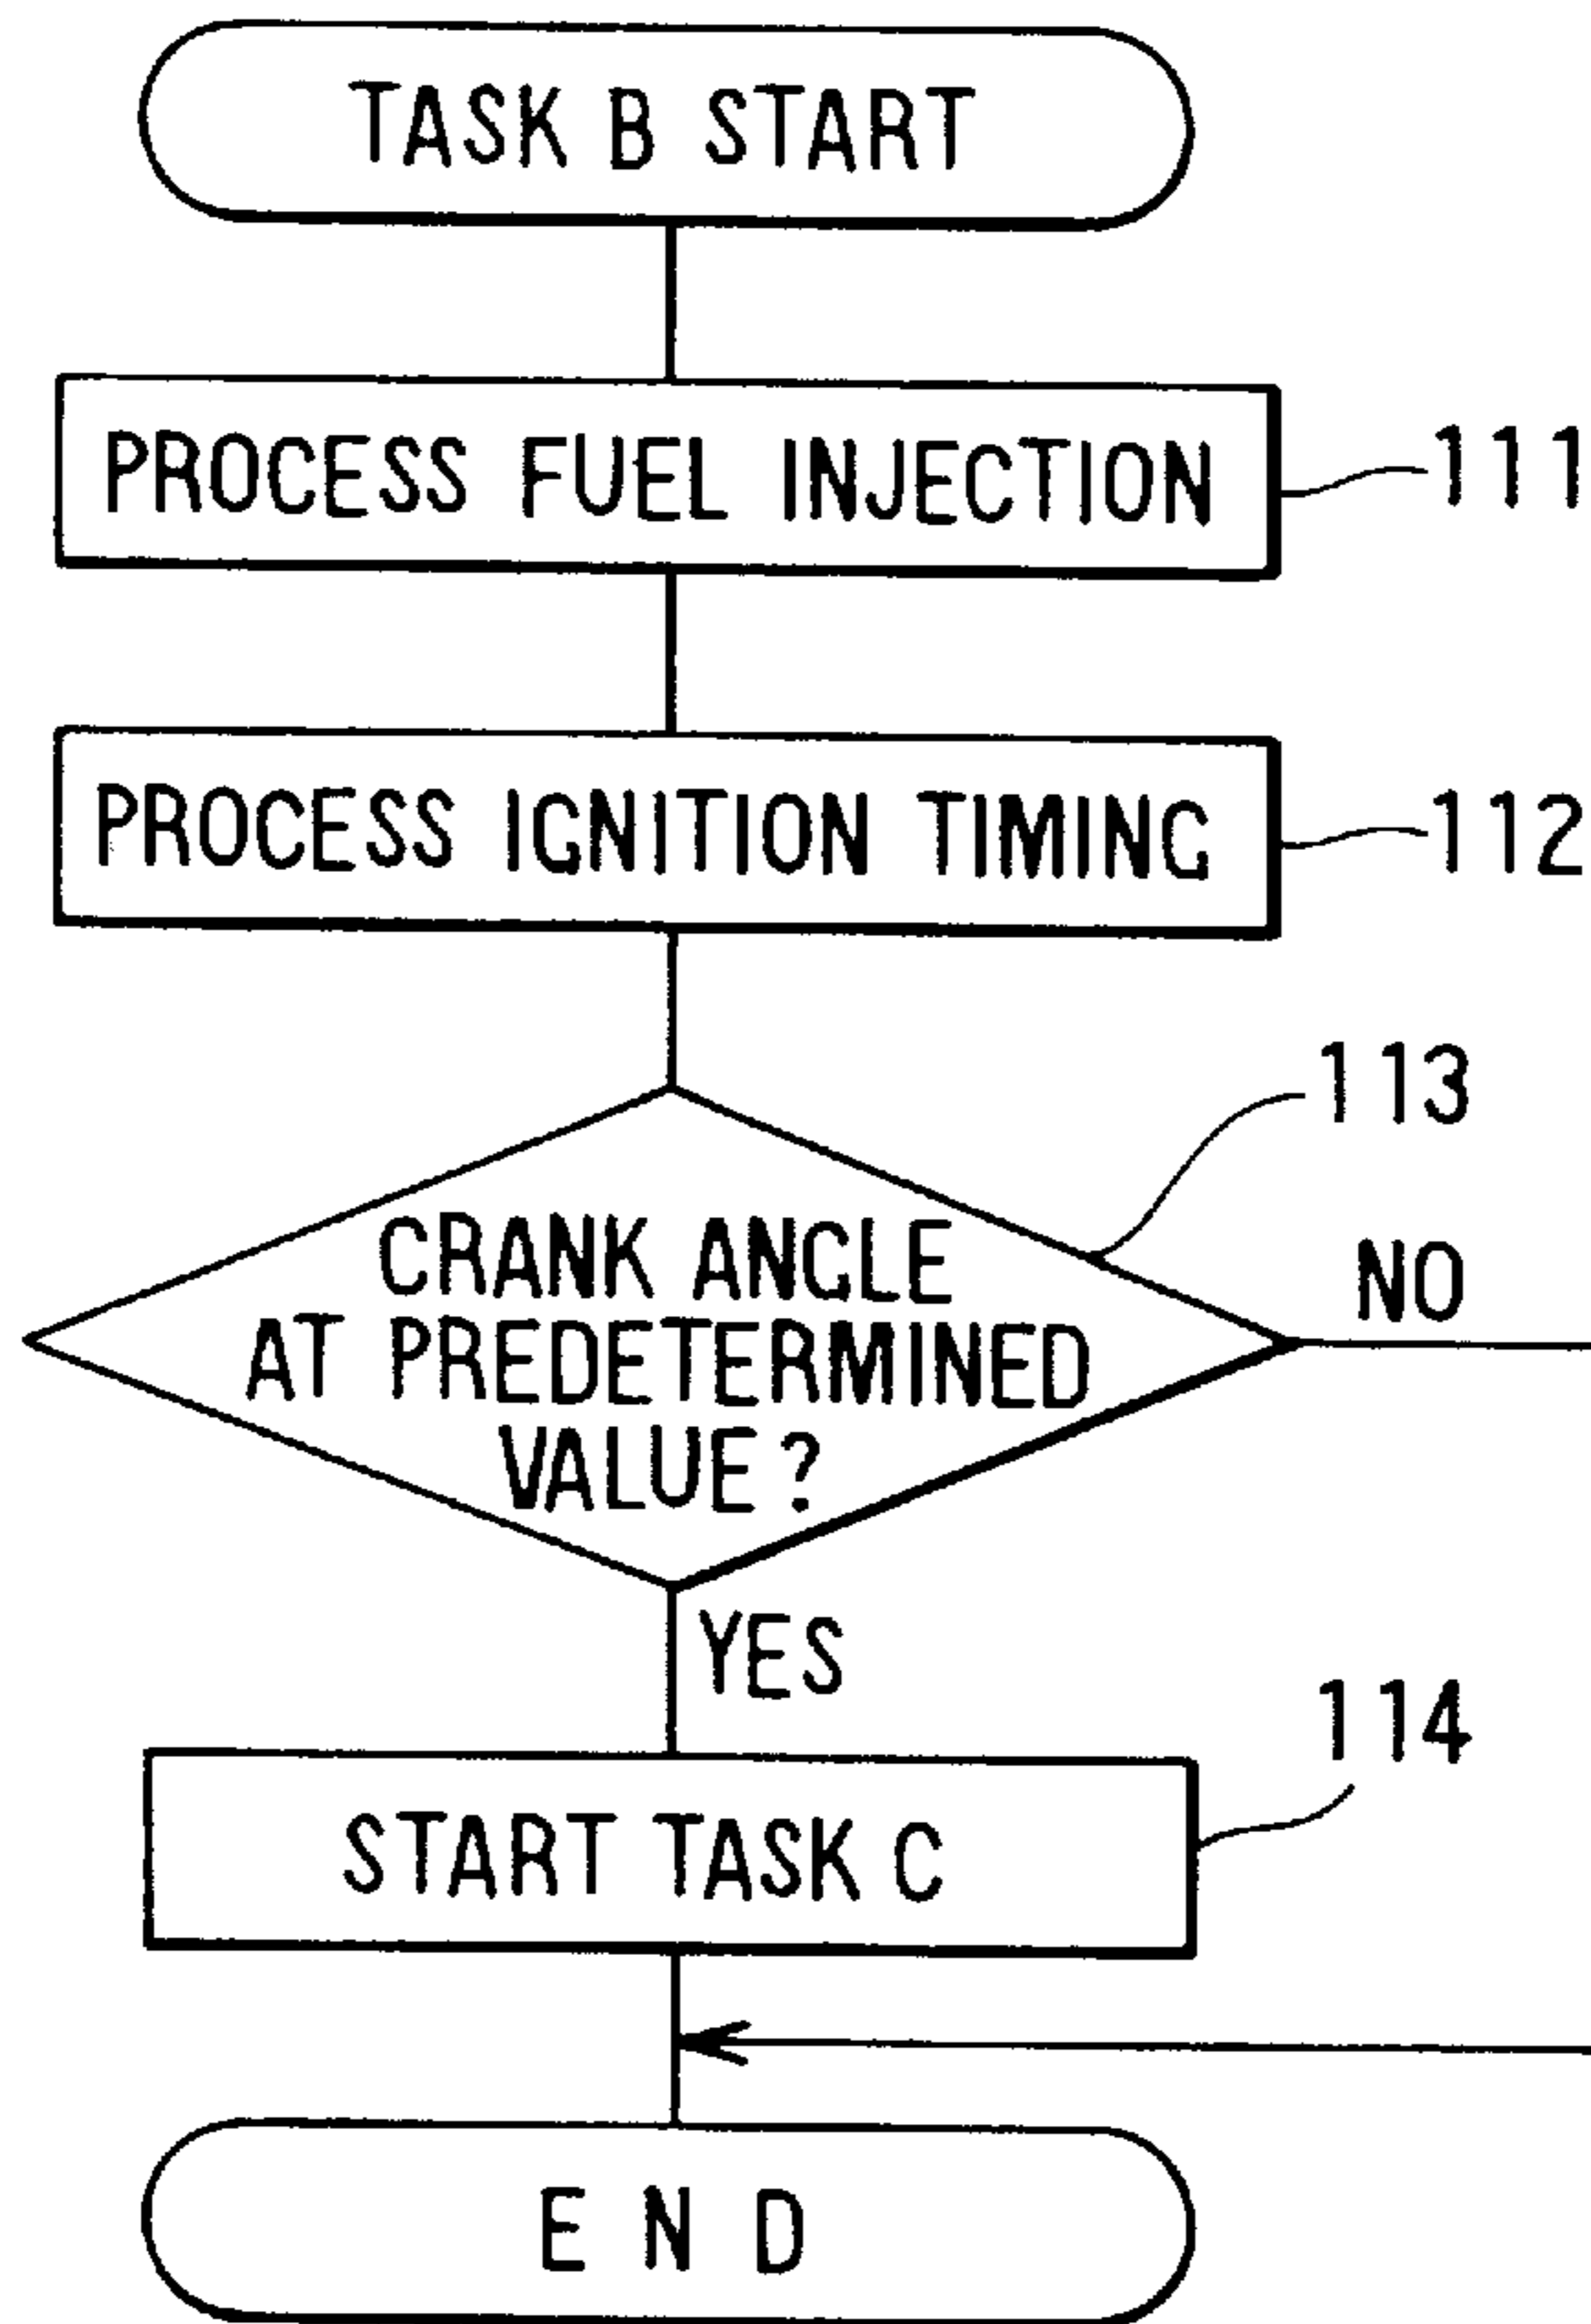 TASK B START
PROCESS FUEL INJECTION
111
PROCESS IGNITION TIMING
112
113
CRANK ANGLE
AT PREDETERMINED
VALUE?
NO
YES
114
START TASK C
END